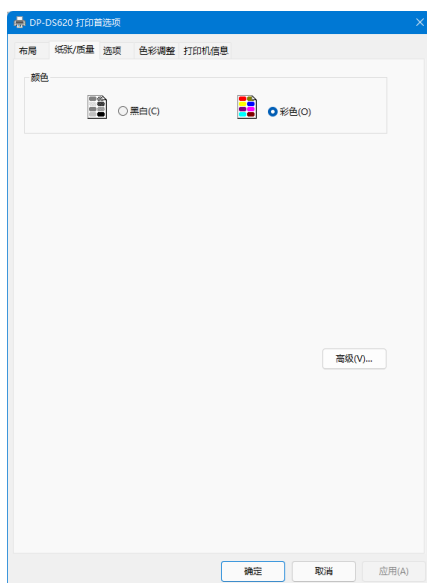 DP-DS620 打印首选项
布局 纸张/质量 选项 色彩调整 打印机信息
颜色
黑白(C) 彩色(O)
高级(V)...
确定 取消 应用(A)